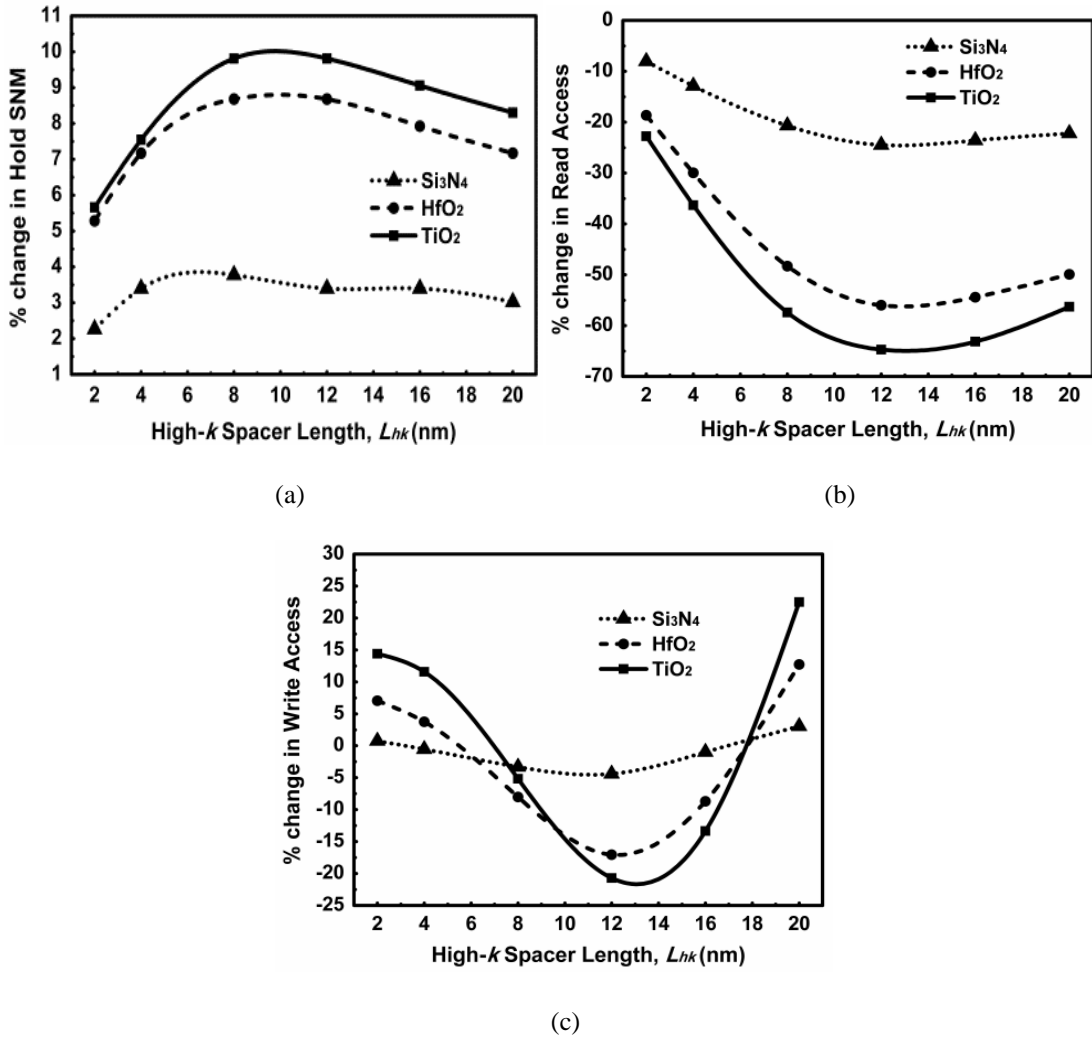 11
10
9
8
7
6
5
4
3
2
1
% change in Hold SNM
Si3N4
HfO2
TiO2
2 4 6 8 10 12 14 16 18 20
High-k Spacer Length, Lhk (nm)
(a)
0
-10
-20
-30
-40
-50
-60
-70
% change in Read Access
Si3N4
HfO2
TiO2
2 4 6 8 10 12 14 16 18 20
High-k Spacer Length, Lhk (nm)
(b)
30
25
20
15
10
5
0
-5
-10
-15
-20
-25
% change in Write Access
Si3N4
HfO2
TiO2
2 4 6 8 10 12 14 16 18 20
High-k Spacer Length, Lhk (nm)
(c)